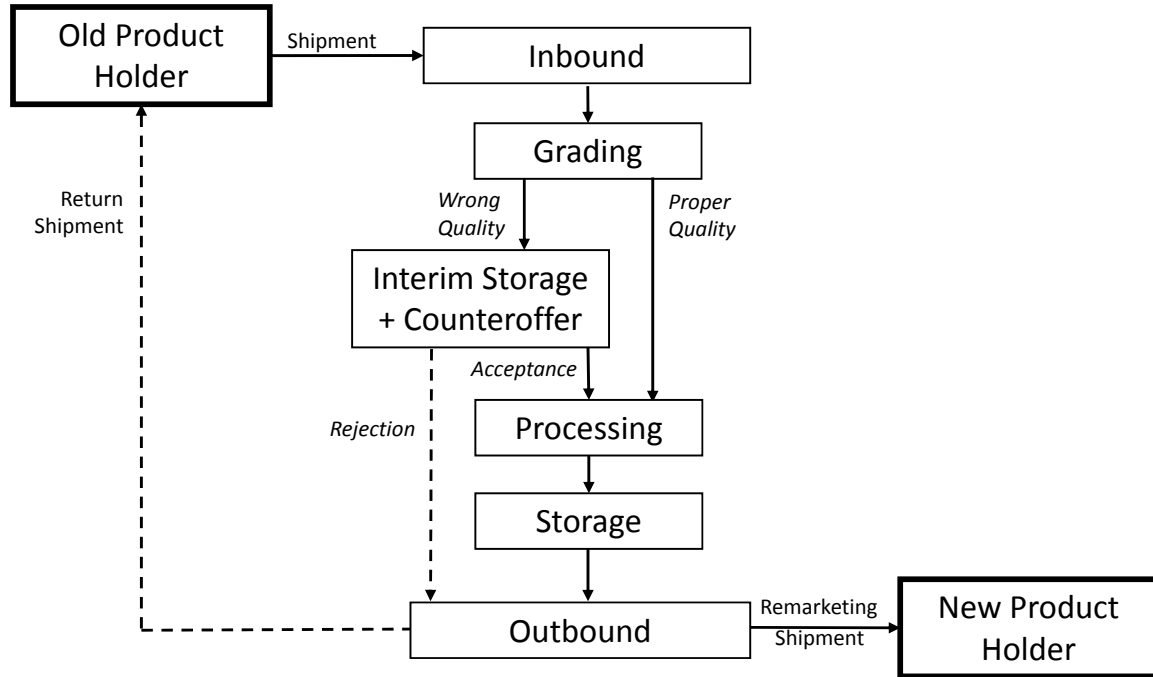 Old Product
Holder
Shipment
Inbound
Grading
Return
Shipment
Wrong
Quality
Proper
Quality
Interim Storage
+ Counteroffer
Acceptance
Rejection
Processing
Storage
Outbound
Remarketing
Shipment
New Product
Holder